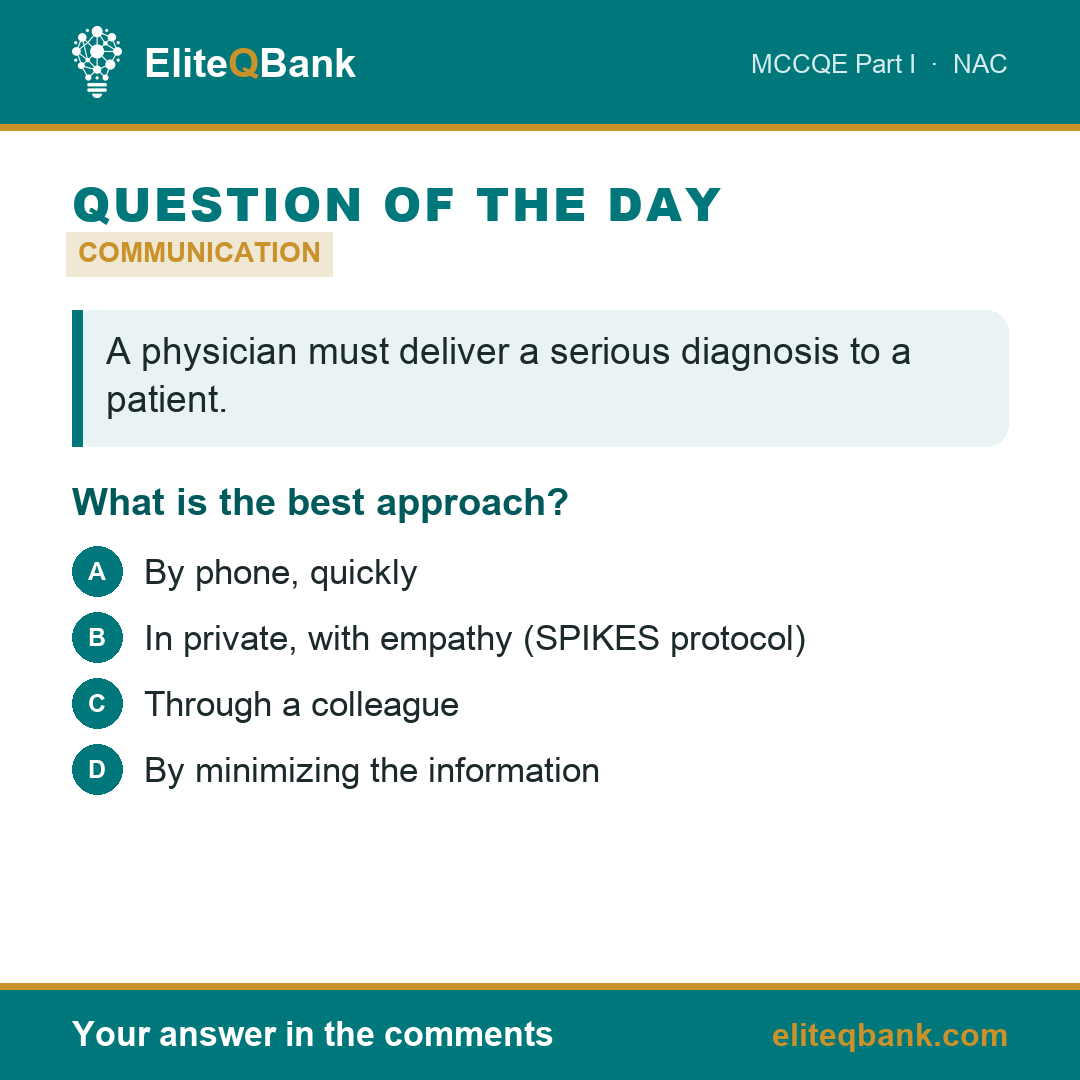 EliteQBank
MCCQE Part I · NAC
QUESTION OF THE DAY
COMMUNICATION
A physician must deliver a serious diagnosis to a
patient.
What is the best approach?
A By phone, quickly
B In private, with empathy (SPIKES protocol)
C Through a colleague
D By minimizing the information
Your answer in the comments
eliteqbank.com